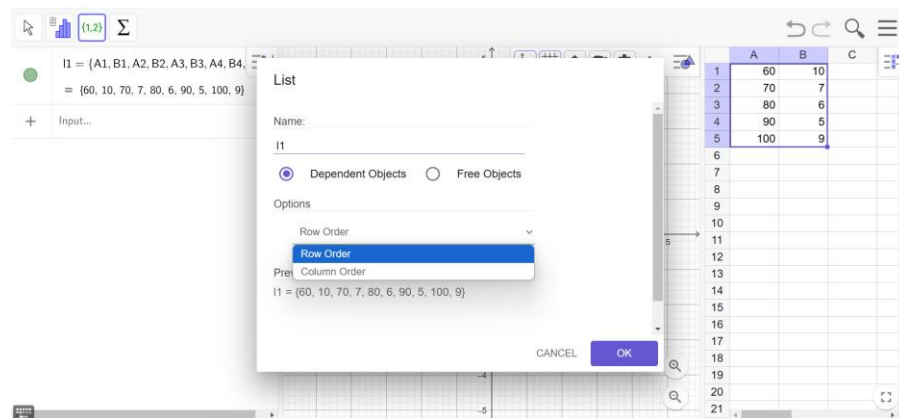 {1,2} Σ
l1 = {A1, B1, A2, B2, A3, B3, A4, B4,
= {60, 10, 70, 7, 80, 6, 90, 5, 100, 9}
+ Input...
List
Name:
l1
Dependent Objects Free Objects
Options
Row Order
Row Order
Column Order
Pre
l1 = {60, 10, 70, 7, 80, 6, 90, 5, 100, 9}
CANCEL OK
5
-4
-5
A B C
1 60 10
2 70 7
3 80 6
4 90 5
5 100 9
6
7
8
9
10
11
12
13
14
15
16
17
18
19
20
21